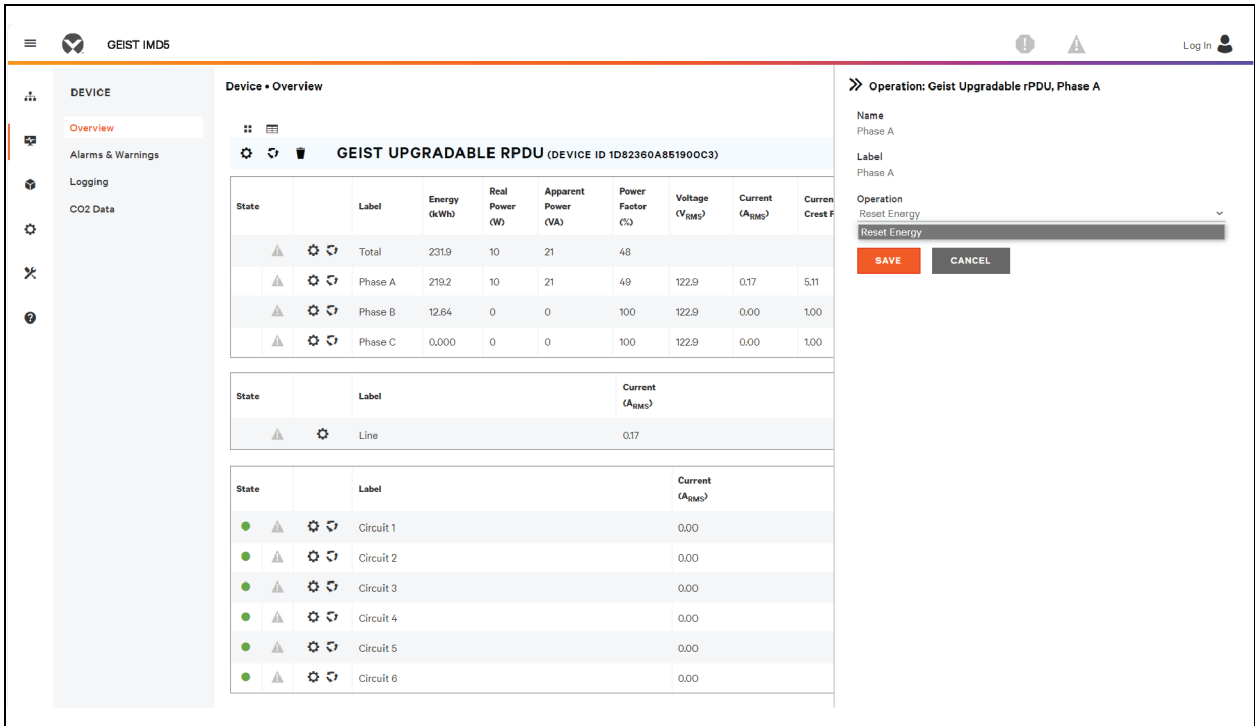 GEIST IMD5
Log In
DEVICE
Overview
Alarms & Warnings
Logging
CO2 Data
Device • Overview
GEIST UPGRADABLE RPDU (DEVICE ID 1D82360A851900C3)
State Label Energy (kWh) Real Power (W) Apparent Power (VA) Power Factor (%) Voltage (VRMS) Current (ARMS) Curren Crest F
Total 231.9 10 21 48
Phase A 219.2 10 21 49 122.9 0.17 5.11
Phase B 12.64 0 0 100 122.9 0.00 1.00
Phase C 0.000 0 0 100 122.9 0.00 1.00
State Label Current (ARMS)
Line 0.17
State Label Current (ARMS)
Circuit 1 0.00
Circuit 2 0.00
Circuit 3 0.00
Circuit 4 0.00
Circuit 5 0.00
Circuit 6 0.00
Operation: Geist Upgradable rPDU, Phase A
Name
Phase A
Label
Phase A
Operation
Reset Energy
Reset Energy
SAVE CANCEL